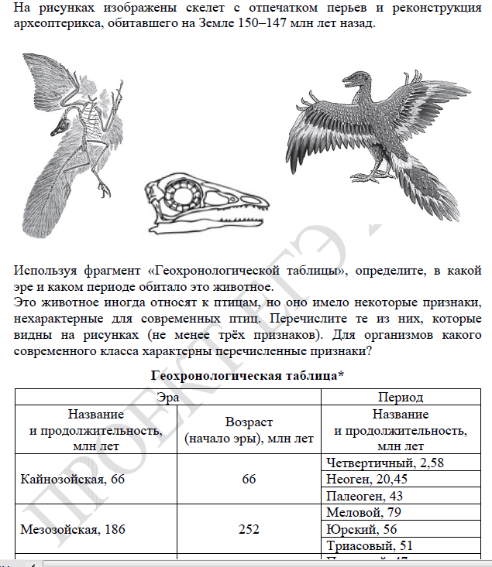 На рисунках изображены скелет с отпечатком перьев и реконструкция
археоптерикса, обитавшего на Земле 150–147 млн лет назад.
Используя фрагмент «Геохронологической таблицы», определите, в какой
эре и каком периоде обитало это животное.
Это животное иногда относят к птицам, но оно имело некоторые признаки,
нехарактерные для современных птиц. Перечислите те из них, которые
видны на рисунках (не менее трёх признаков). Для организмов какого
современного класса характерны перечисленные признаки?
Геохронологическая таблица*
Эра Период
Название
и продолжительность,
млн лет
Возраст
(начало эры), млн лет
Название
и продолжительность,
млн лет
Кайнозойская, 66
66
Четвертичный, 2,58
Неоген, 20,45
Палеоген, 43
Мезозойская, 186
252
Меловой, 79
Юрский, 56
Триасовый, 51
ПРОЕКТ ЕГЭ